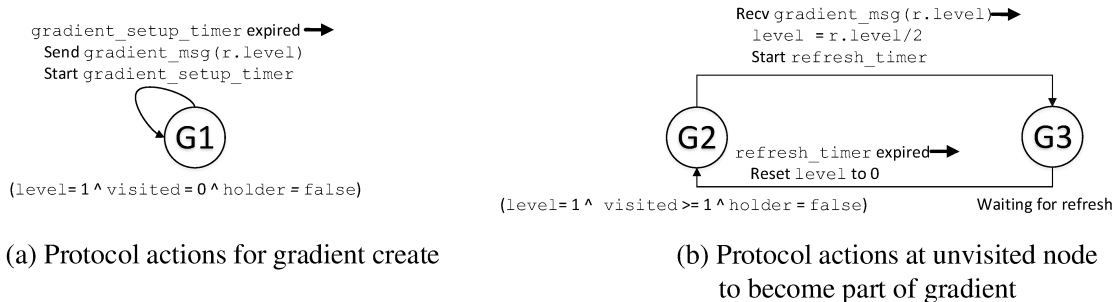 gradient_setup_timer expired
Send gradient_msg(r.level)
Start gradient_setup_timer
G1
(level= 1 ^ visited = 0 ^ holder = false)
(a) Protocol actions for gradient create
Recv gradient_msg(r.level)
level = r.level/2
Start refresh_timer
G2
G3
refresh_timer expired
Reset level to 0
(level= 1 ^ visited >= 1 ^ holder = false)
Waiting for refresh
(b) Protocol actions at unvisited node
to become part of gradient